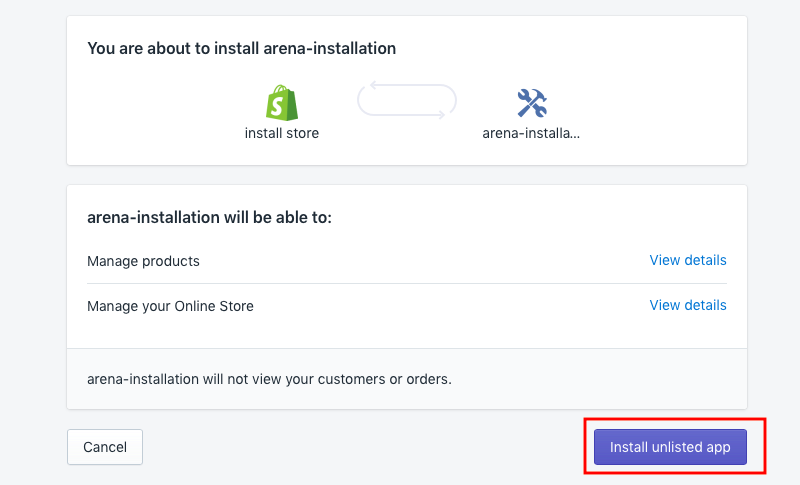 You are about to install arena-installation
install store
arena-installa...
arena-installation will be able to:
Manage products
View details
Manage your Online Store
View details
arena-installation will not view your customers or orders.
Cancel
Install unlisted app